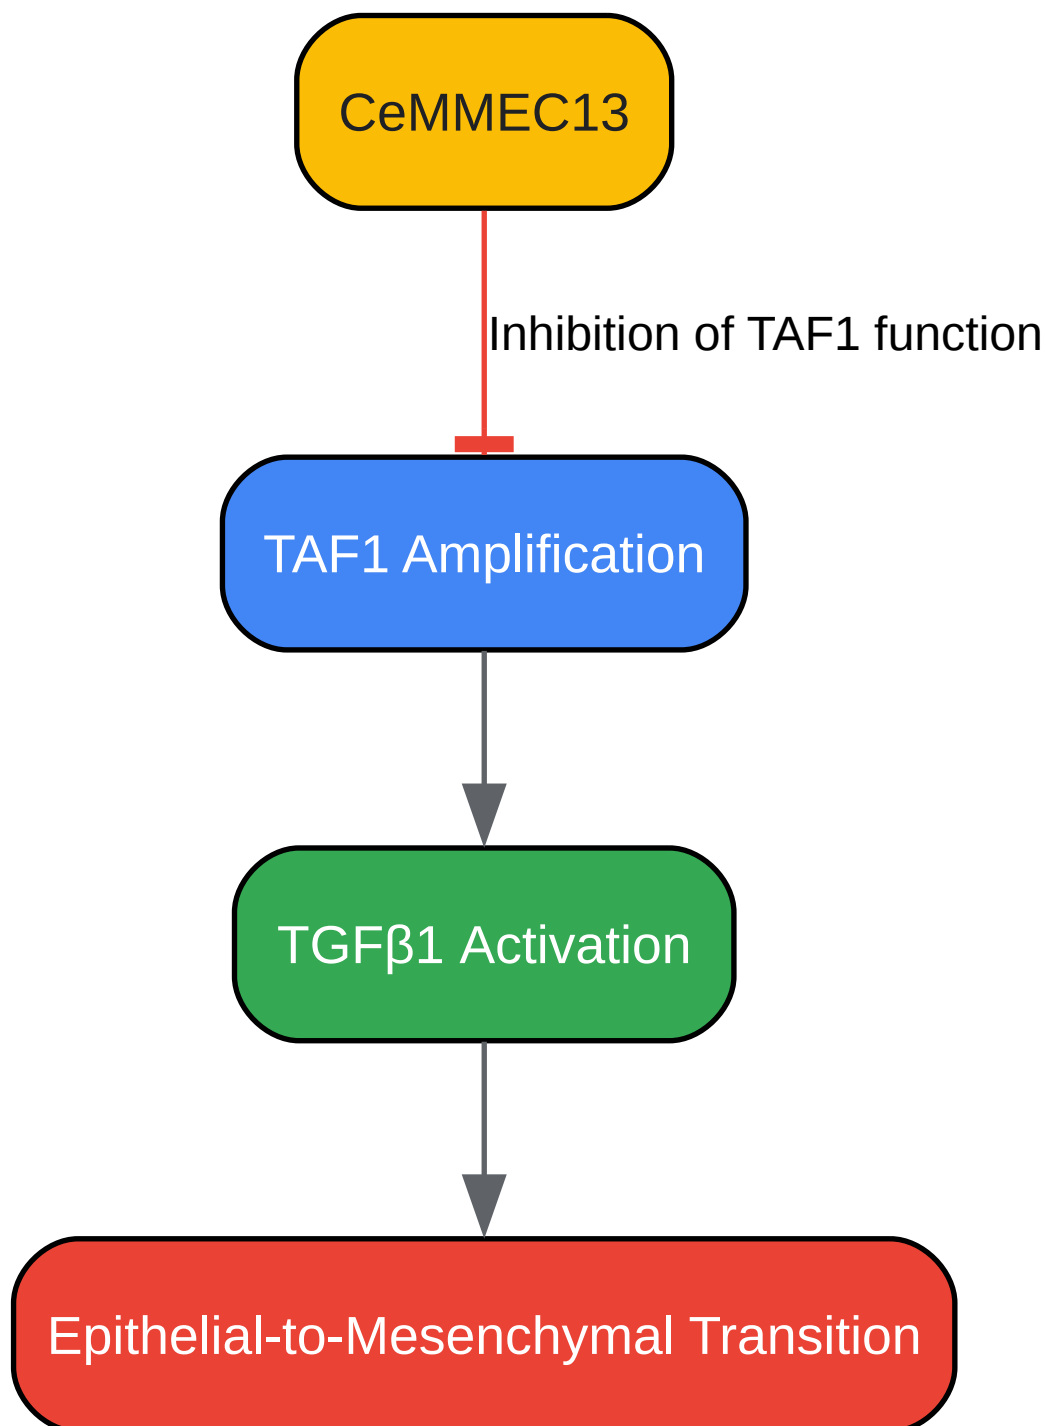 CeMMEC13
Inhibition of TAF1 function
TAF1 Amplification
TGFβ1 Activation
Epithelial-to-Mesenchymal Transition